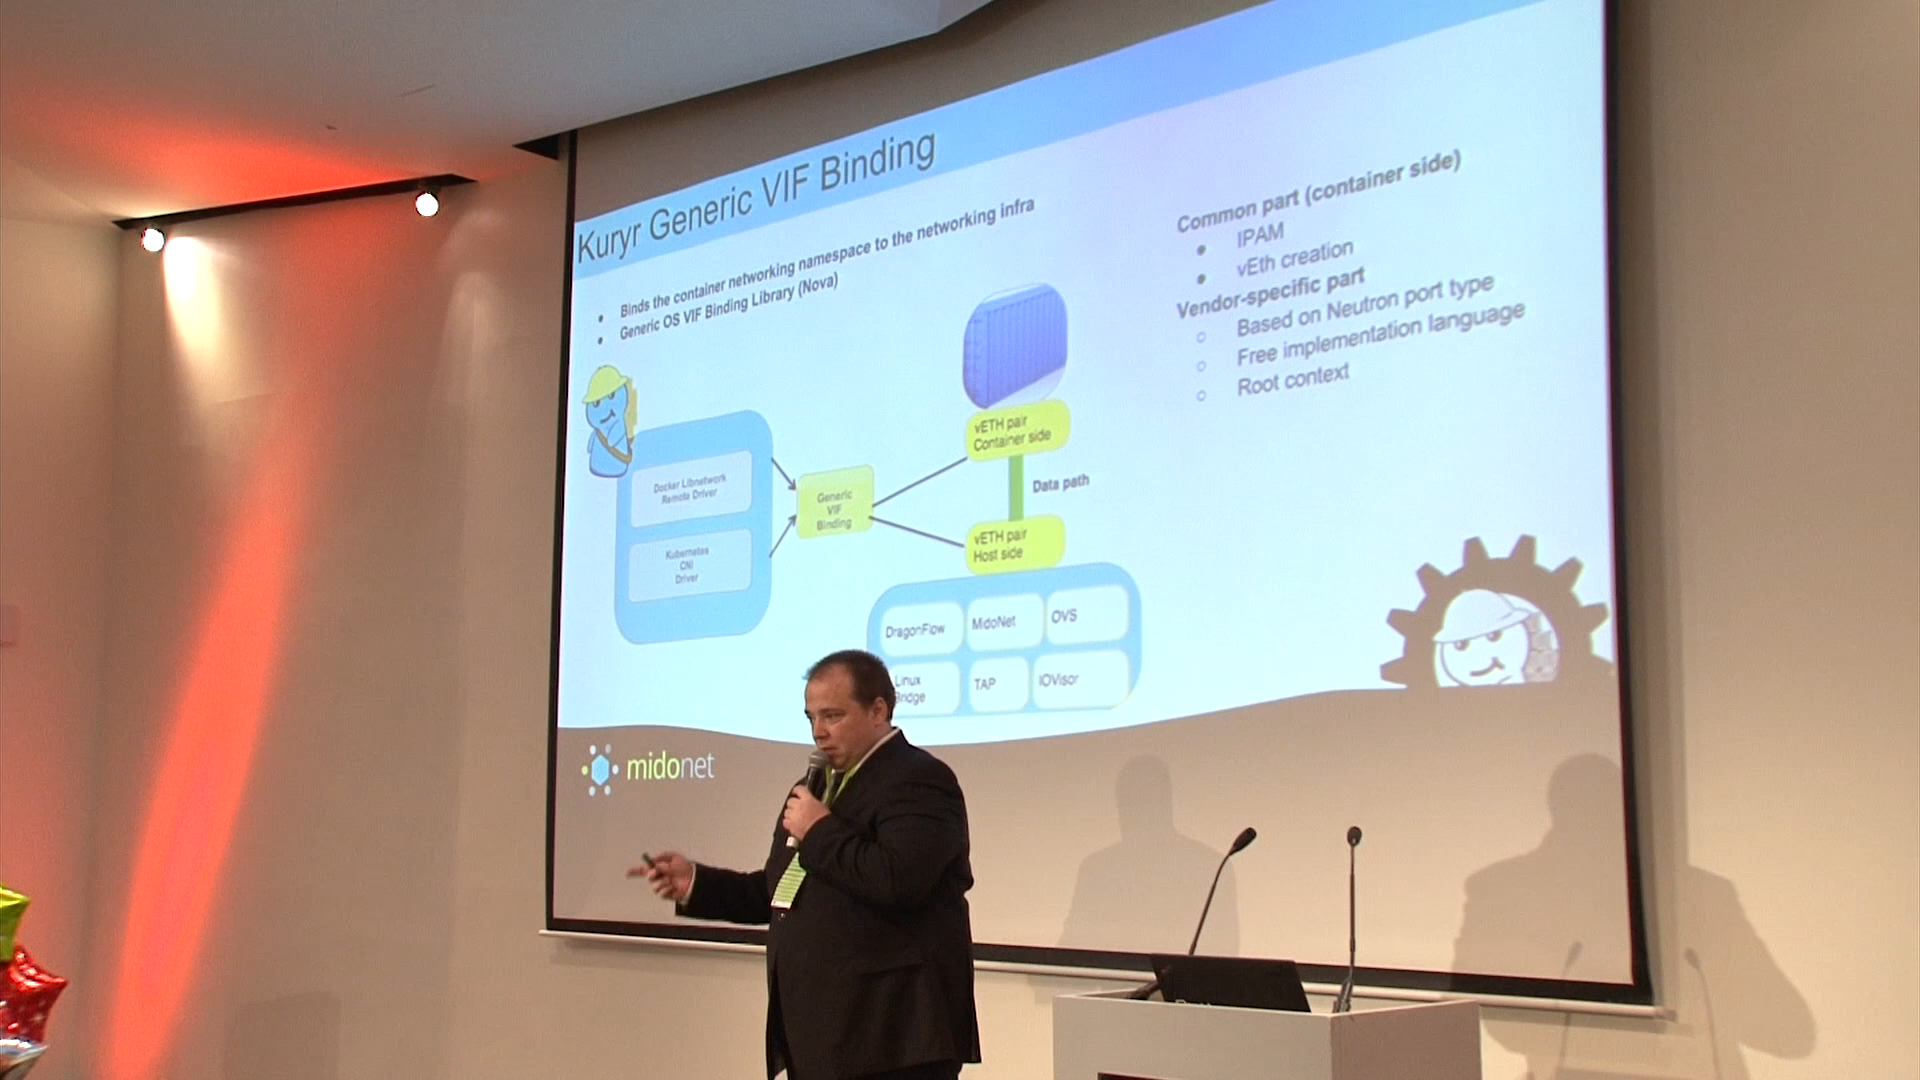 Kuryr Generic VIF Binding
Binds the container networking namespace to the networking infra
Generic OS VIF Binding Library (Nova)
Common part (container side)
IPAM
vEth creation
Vendor-specific part
Based on Neutron port type
Free implementation language
Root context
Docker Libnetwork
Remote Driver
Kubernetes
CNI
Driver
Generic
VIF
Binding
vETH pair
Container side
Data path
vETH pair
Host side
DragonFlow
MidoNet
OVS
Linux
Bridge
TAP
IOVisor
midonet